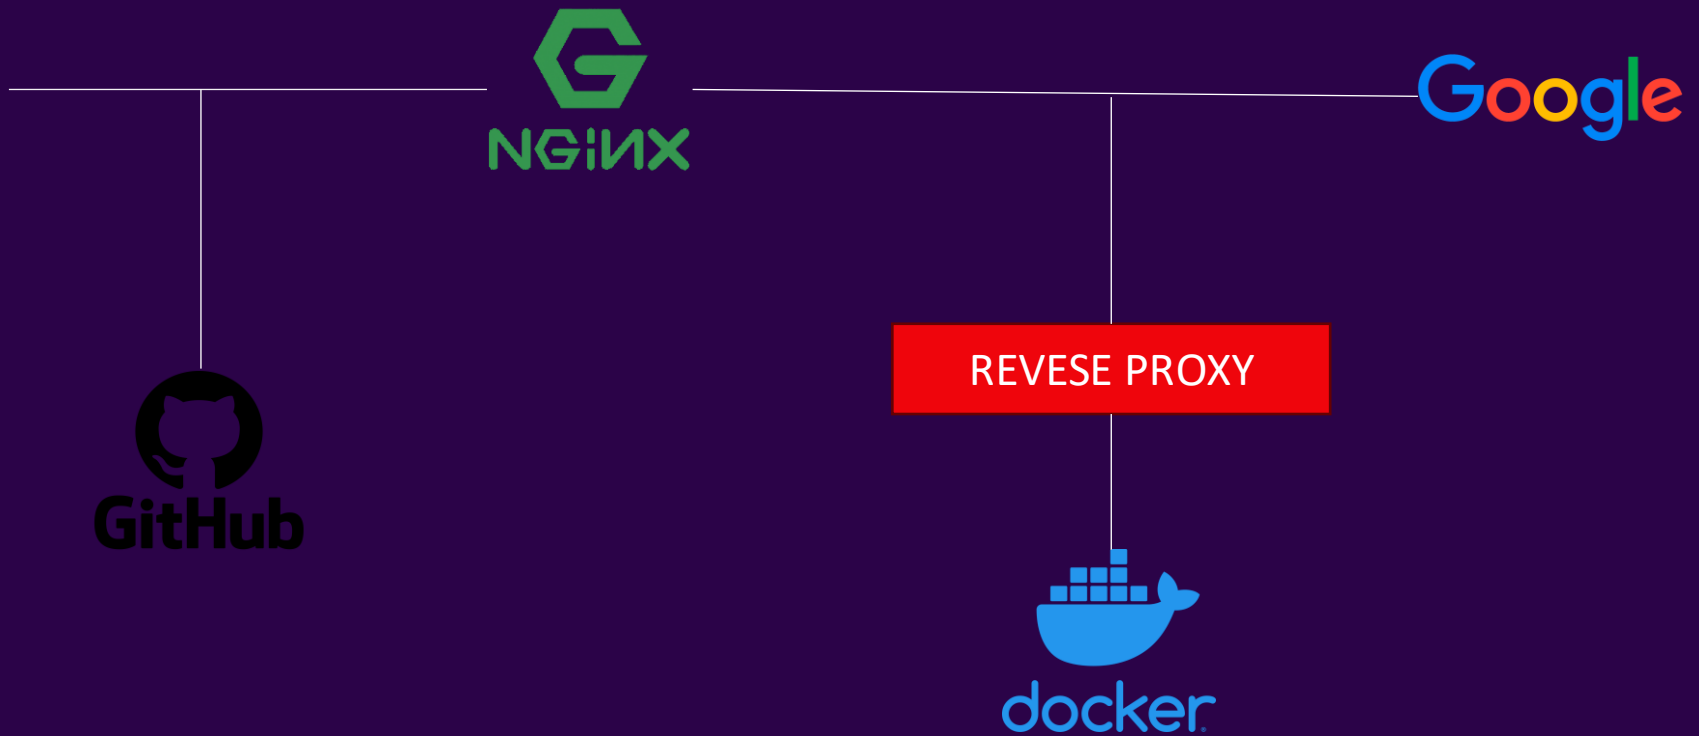 NGiNX
Google
REVESE PROXY
GitHub
docker